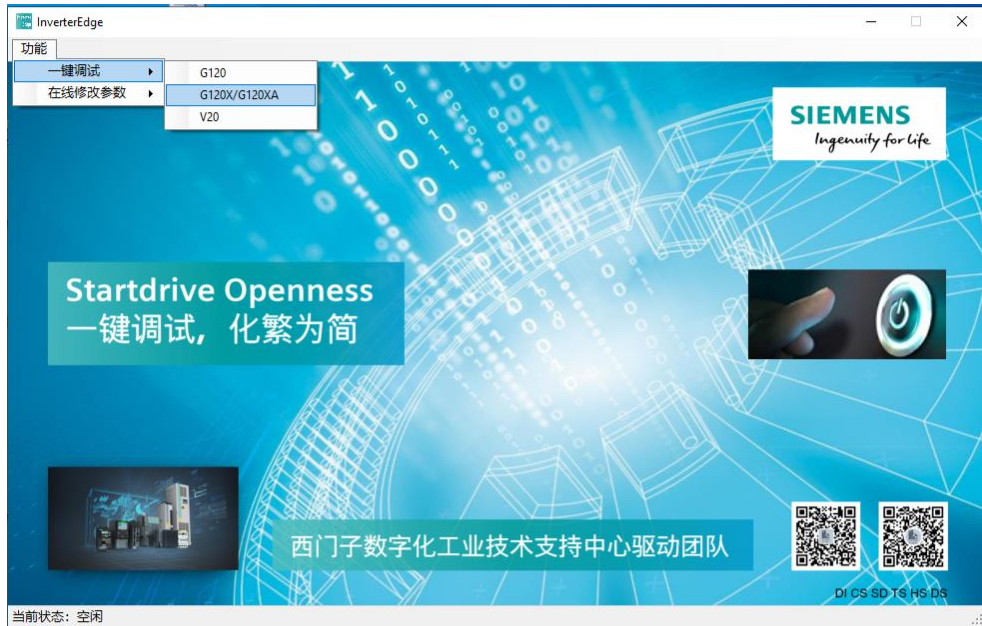 InverterEdge
功能
一键调试
在线修改参数
G120
G120X/G120XA
V20
SIEMENS
Ingenuity for life
Startdrive Openness
一键调试，化繁为简
西门子数字化工业技术支持中心驱动团队
DI CS SD TS HS DS
当前状态：空闲